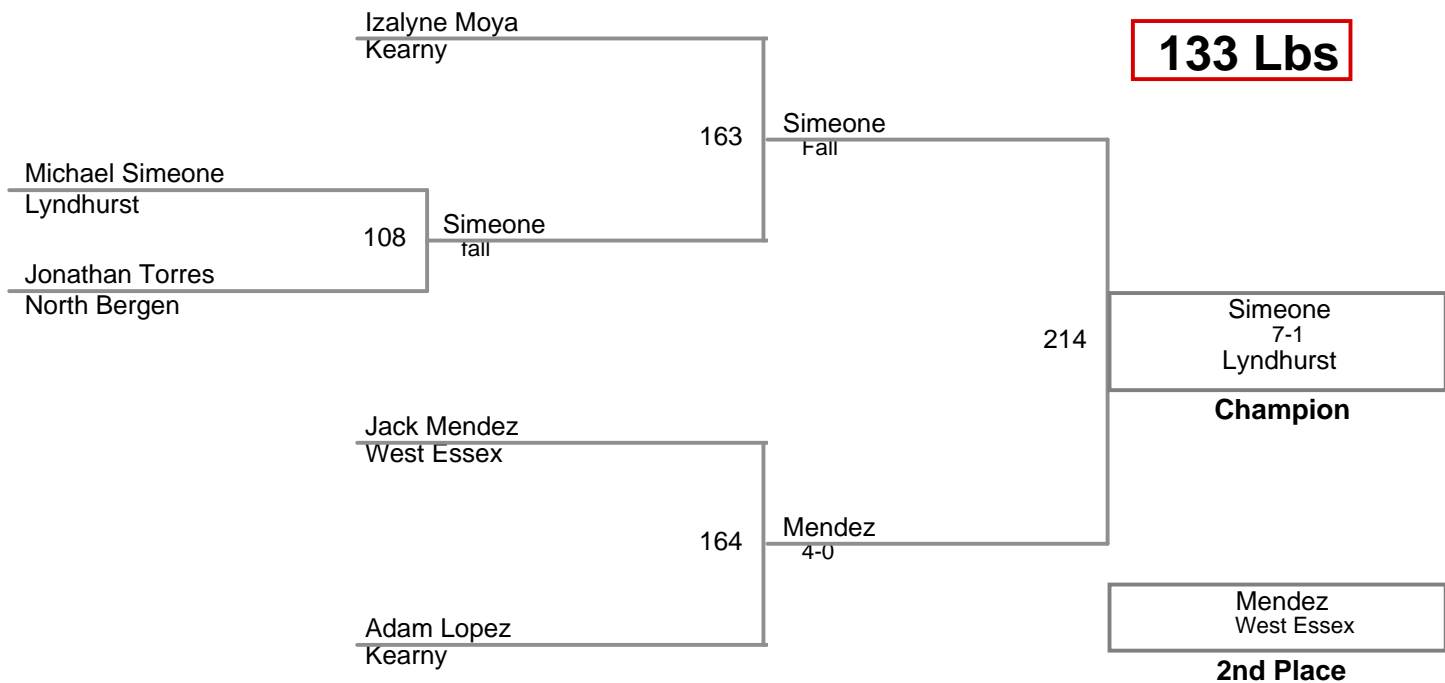 Izalyne Moya
Kearny
133 Lbs
163
Simeone
Fall
Michael Simeone
Lyndhurst
108
Simeone
fall
Jonathan Torres
North Bergen
214
Simeone
7-1
Lyndhurst
Champion
Jack Mendez
West Essex
164
Mendez
4-0
Adam Lopez
Kearny
Mendez
West Essex
2nd Place